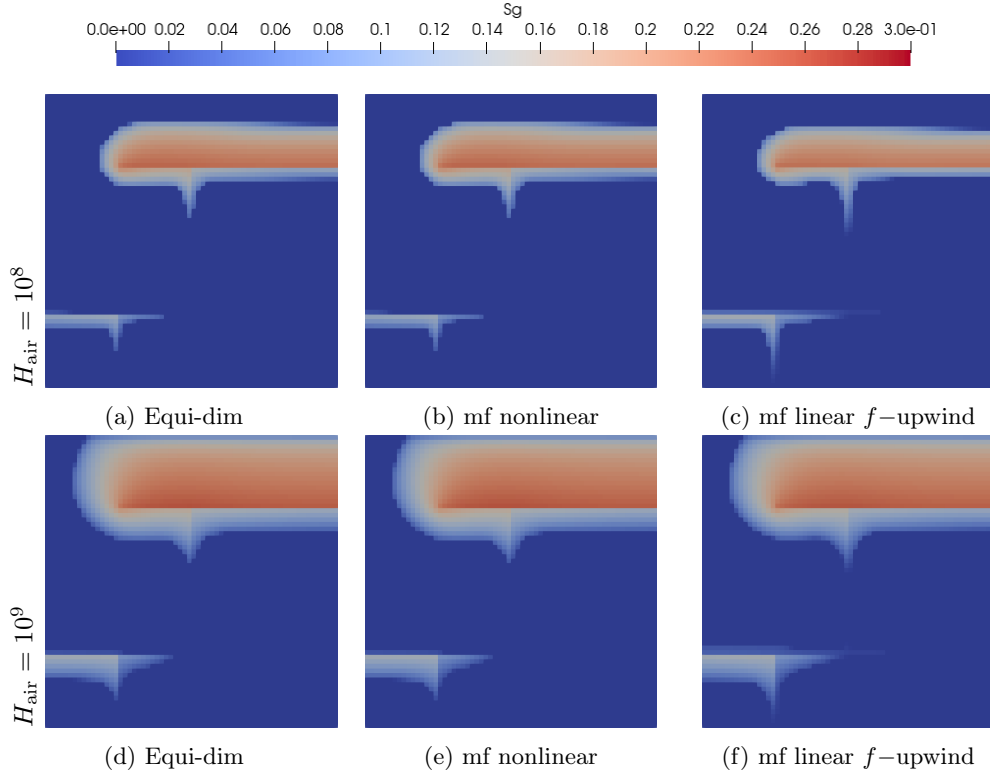 Sg
0.0e+00 0.02 0.04 0.06 0.08 0.1 0.12 0.14 0.16 0.18 0.2 0.22 0.24 0.26 0.28 3.0e-01
H_air = 10^8
(a) Equi-dim
(b) mf nonlinear
(c) mf linear f−upwind
H_air = 10^9
(d) Equi-dim
(e) mf nonlinear
(f) mf linear f−upwind